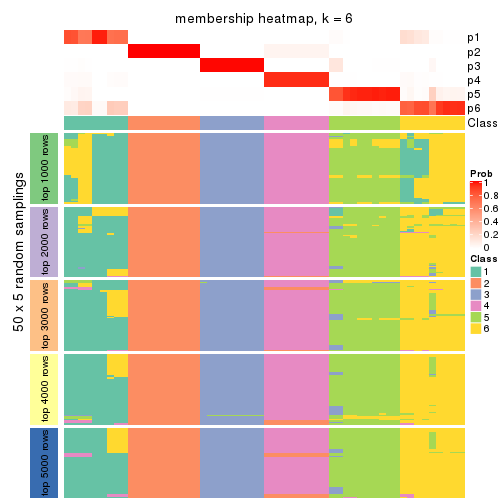 membership heatmap, k = 6
p1
p2
p3
p4
p5
p6
Class
50 x 5 random samplings
top 1000 rows
top 2000 rows
top 3000 rows
top 4000 rows
top 5000 rows
Prob
1
0.8
0.6
0.4
0.2
0
Class
1
2
3
4
5
6